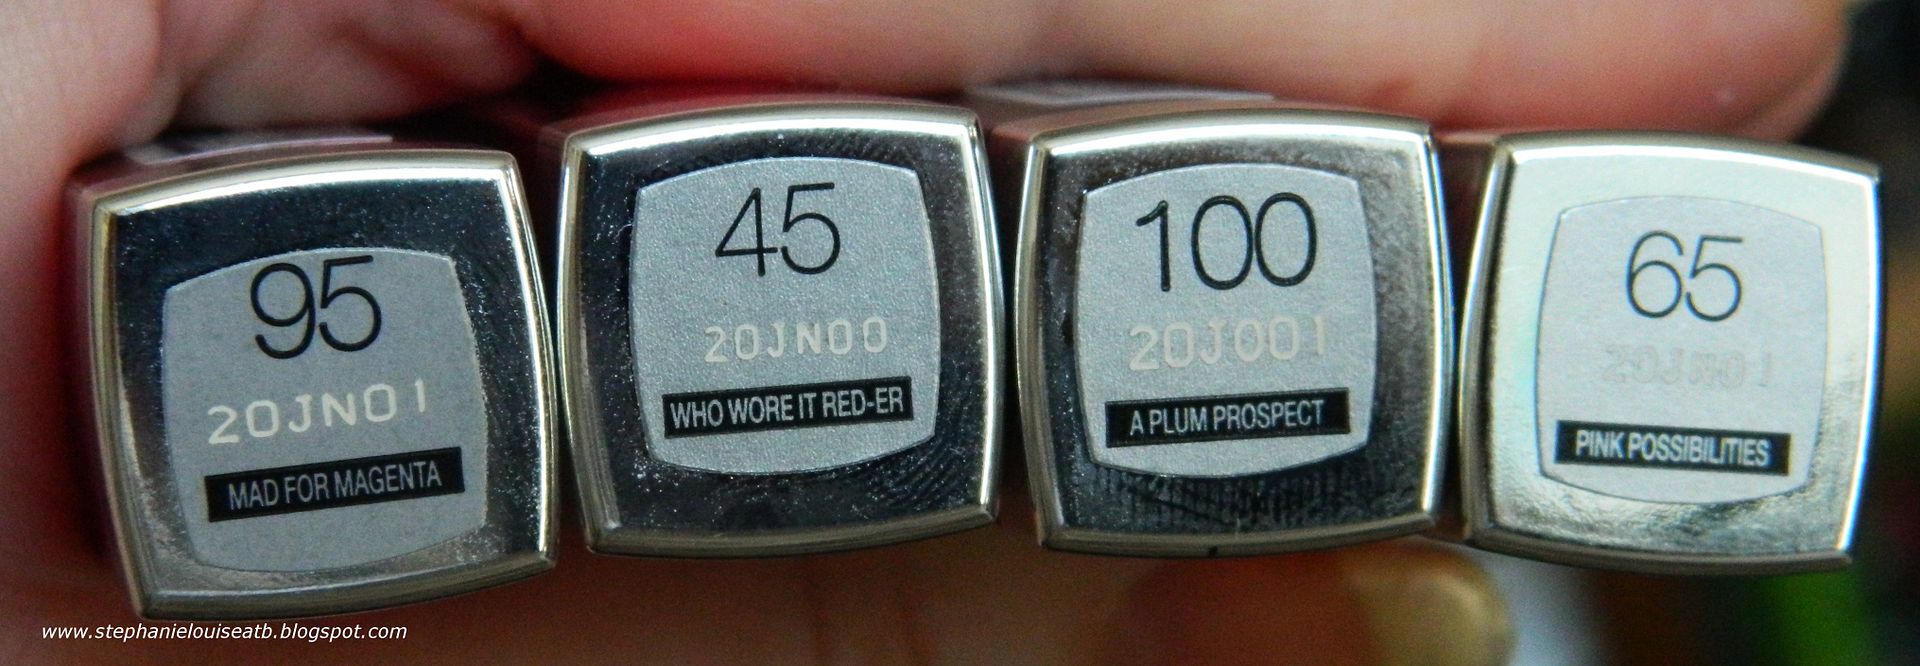 95
20JN01
MAD FOR MAGENTA
45
20JN00
WHO WORE IT RED-ER
100
20J001
A PLUM PROSPECT
65
20JN01
PINK POSSIBILITIES
www.stephanielouiseatb.blogspot.com